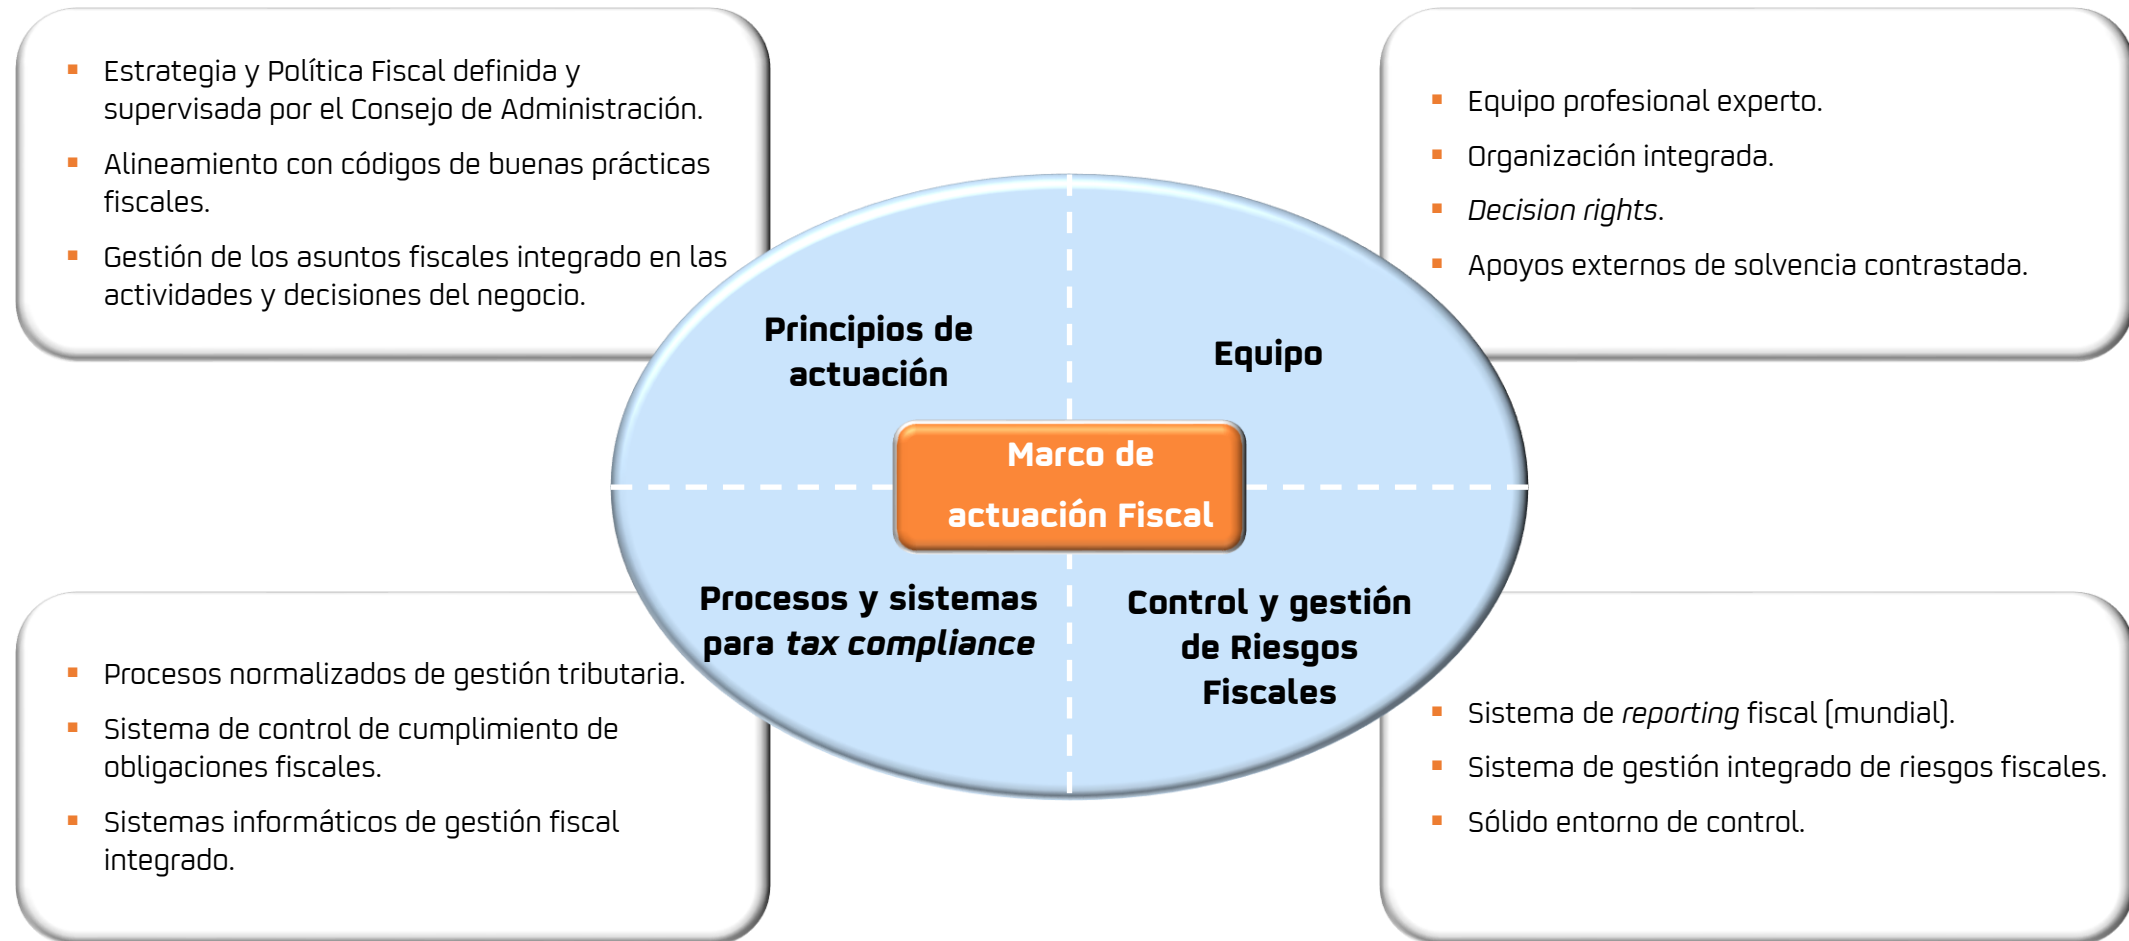 Estrategia y Política Fiscal definida y
supervisada por el Consejo de Administración.
Alineamiento con códigos de buenas prácticas
fiscales.
Gestión de los asuntos fiscales integrado en las
actividades y decisiones del negocio.
Equipo profesional experto.
Organización integrada.
Decision rights.
Apoyos externos de solvencia contrastada.
Principios de
actuación
Equipo
Marco de
actuación Fiscal
Procesos y sistemas
para tax compliance
Control y gestión
de Riesgos
Fiscales
Procesos normalizados de gestión tributaria.
Sistema de control de cumplimiento de
obligaciones fiscales.
Sistemas informáticos de gestión fiscal
integrado.
Sistema de reporting fiscal (mundial).
Sistema de gestión integrado de riesgos fiscales.
Sólido entorno de control.